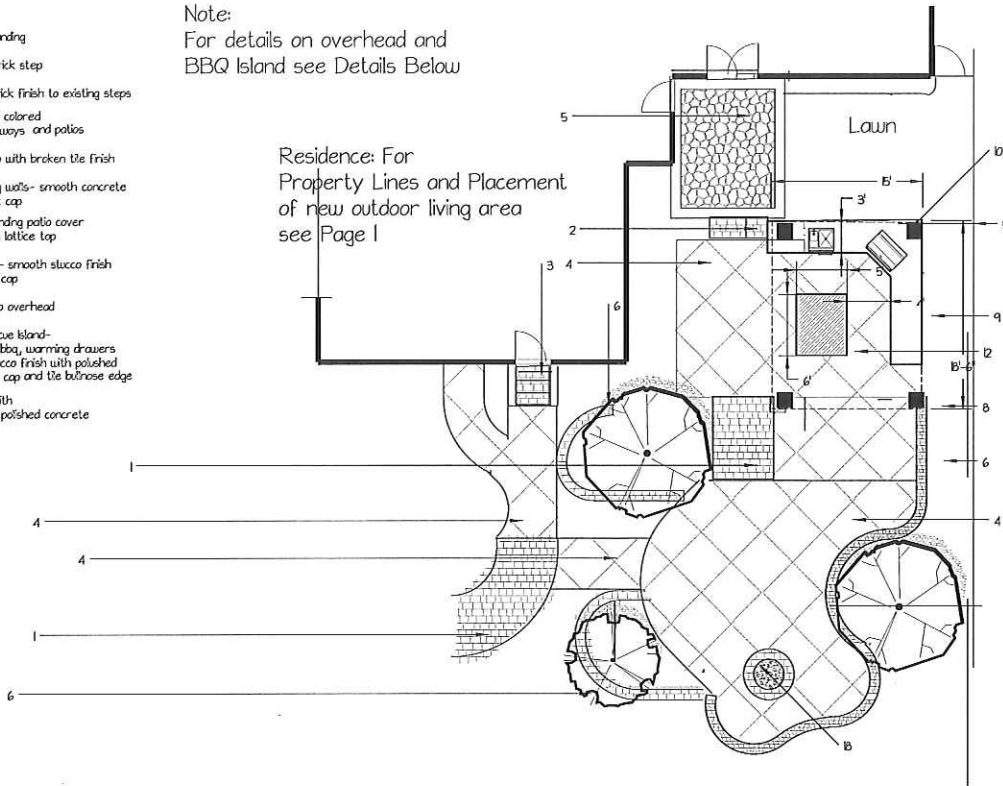 Note:
For details on overhead and
BBQ Island see Details Below
nding
ick step
ick finish to existing steps
colored
ways and patios
with broken tile finish
g walls- smooth concrete
cap
nding patio cover
lattice top
- smooth stucco finish
cap
o overhead
ue Island-
bbq, warming drawers
cco finish with polished
cap and tile bullnose edge
ith
polished concrete
Residence: For
Property Lines and Placement
of new outdoor living area
see Page 1
Lawn
5
10
15'
3'
2
4
3
6
5
9
12
18'-6"
6'
8
6
1
4
4
4
1
6
18